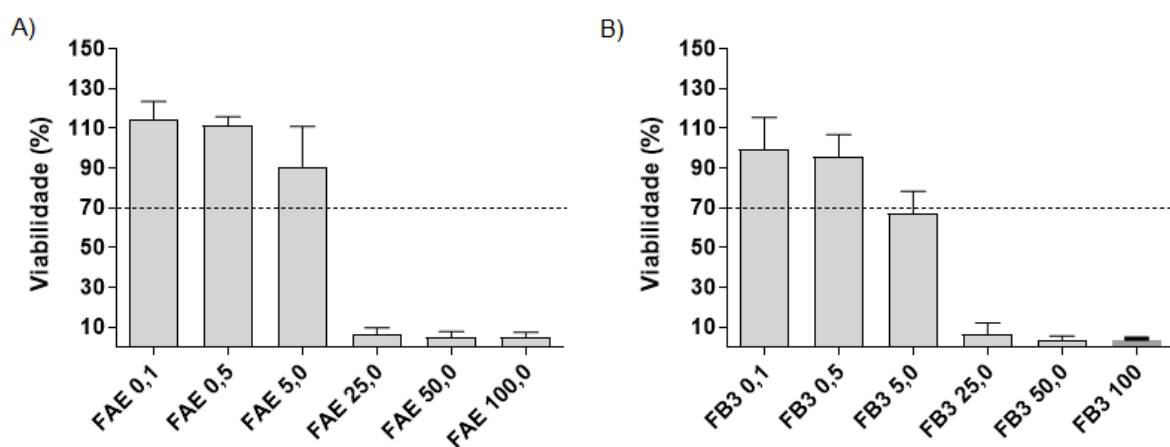 A)
Viabilidade (%)
150
130
110
90
70
50
30
10
FAE 0,1
FAE 0,5
FAE 5,0
FAE 25,0
FAE 50,0
FAE 100,0
B)
Viabilidade (%)
150
130
110
90
70
50
30
10
FB3 0,1
FB3 0,5
FB3 5,0
FB3 25,0
FB3 50,0
FB3 100